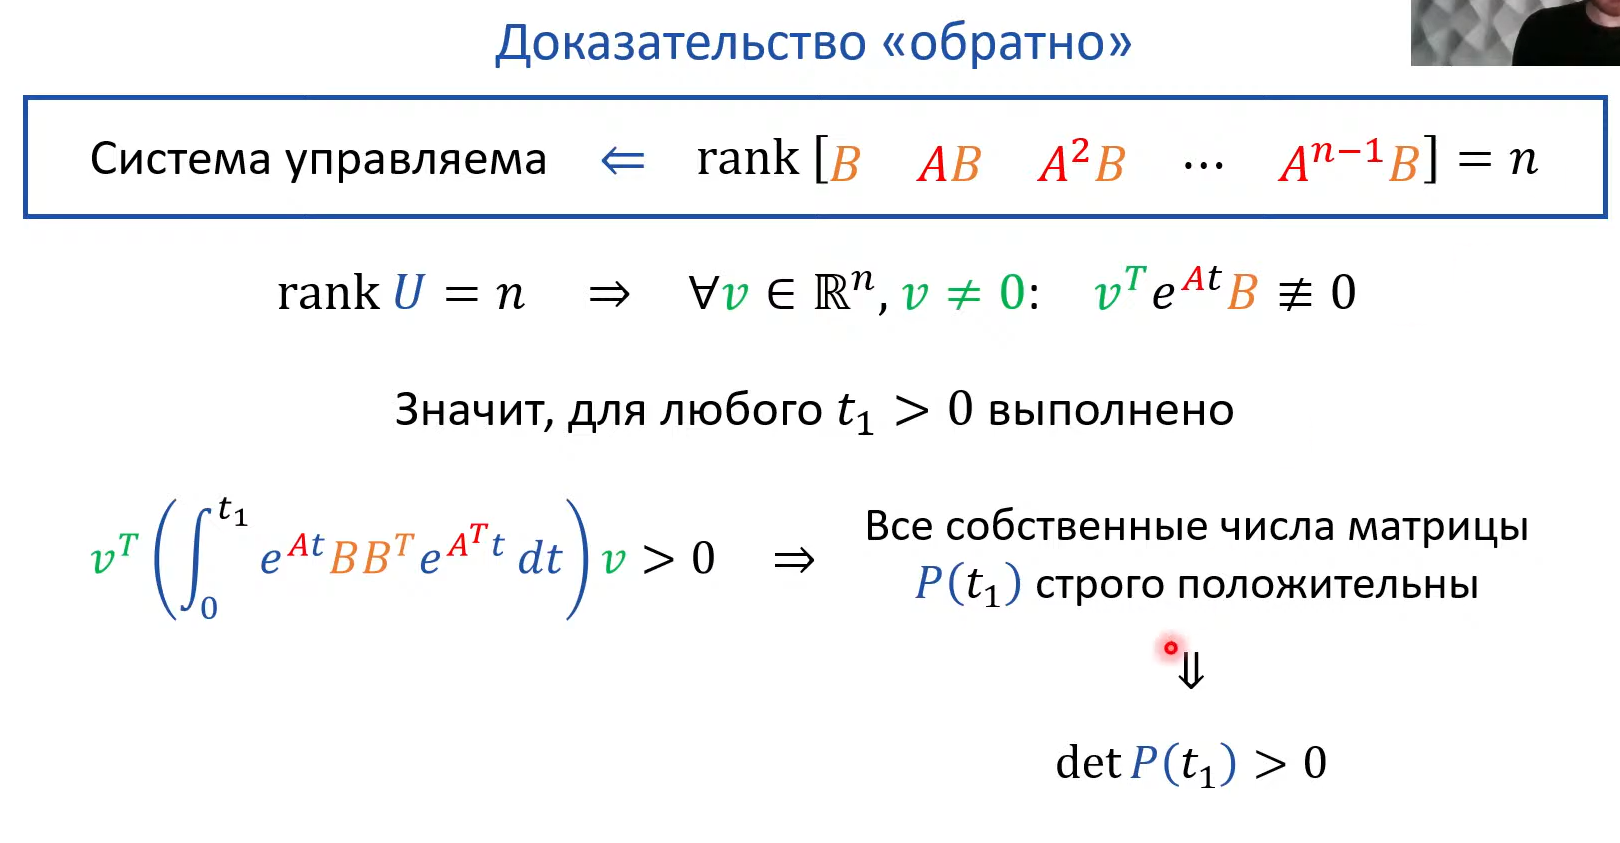 Доказательство «обратно»
Система управляема ⇐ rank [B AB A²B ⋯ Aⁿ⁻¹B] = n
rank U = n ⇒ ∀v ∈ ℝⁿ, v ≠ 0: vᵀe^{At}B ≢ 0
Значит, для любого t₁ > 0 выполнено
vᵀ(∫₀^{t₁} e^{At}BBᵀe^{Aᵀt} dt)v > 0 ⇒ Все собственные числа матрицы
P(t₁) строго положительны
⇓
det P(t₁) > 0